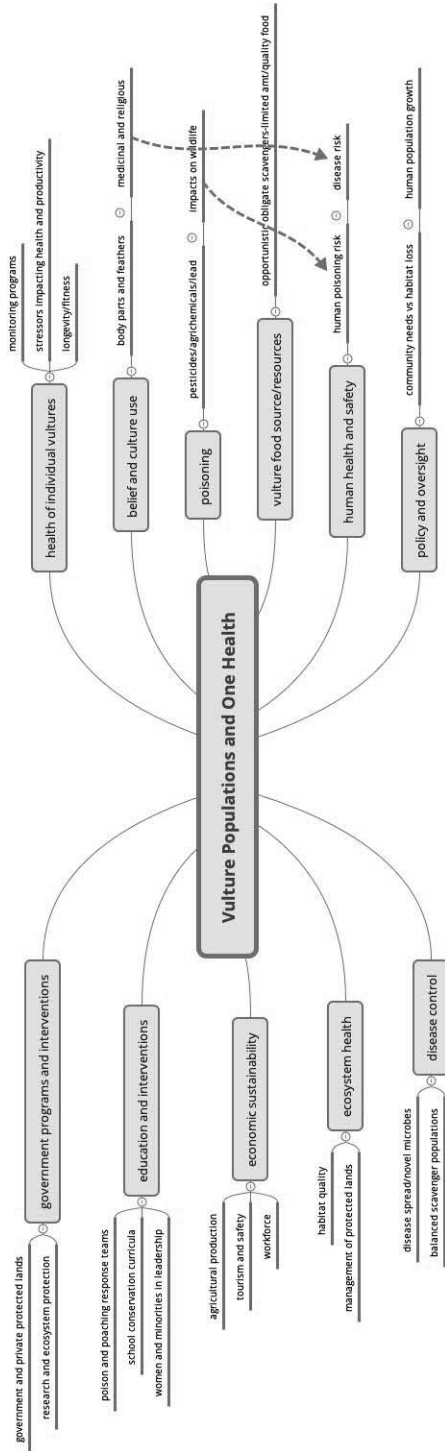 Vulture Populations and One Health
health of individual vultures
monitoring programs
stressors impacting health and productivity
longevity/fitness
belief and culture use
body parts and feathers
medicinal and religious
poisoning
pesticides/agrichemicals/lead
impacts on wildlife
vulture food source/resources
opportunistic obligate scavengers-limited amt/quality food
human health and safety
human poisoning risk
disease risk
policy and oversight
community needs vs habitat loss
human population growth
government programs and interventions
government and private protected lands
research and ecosystem protection
education and interventions
poison and poaching response teams
school conservation curricula
women and minorities in leadership
economic sustainability
agricultural production
tourism and safety
workforce
ecosystem health
habitat quality
management of protected lands
disease control
disease spread/novel microbes
balanced scavenger populations